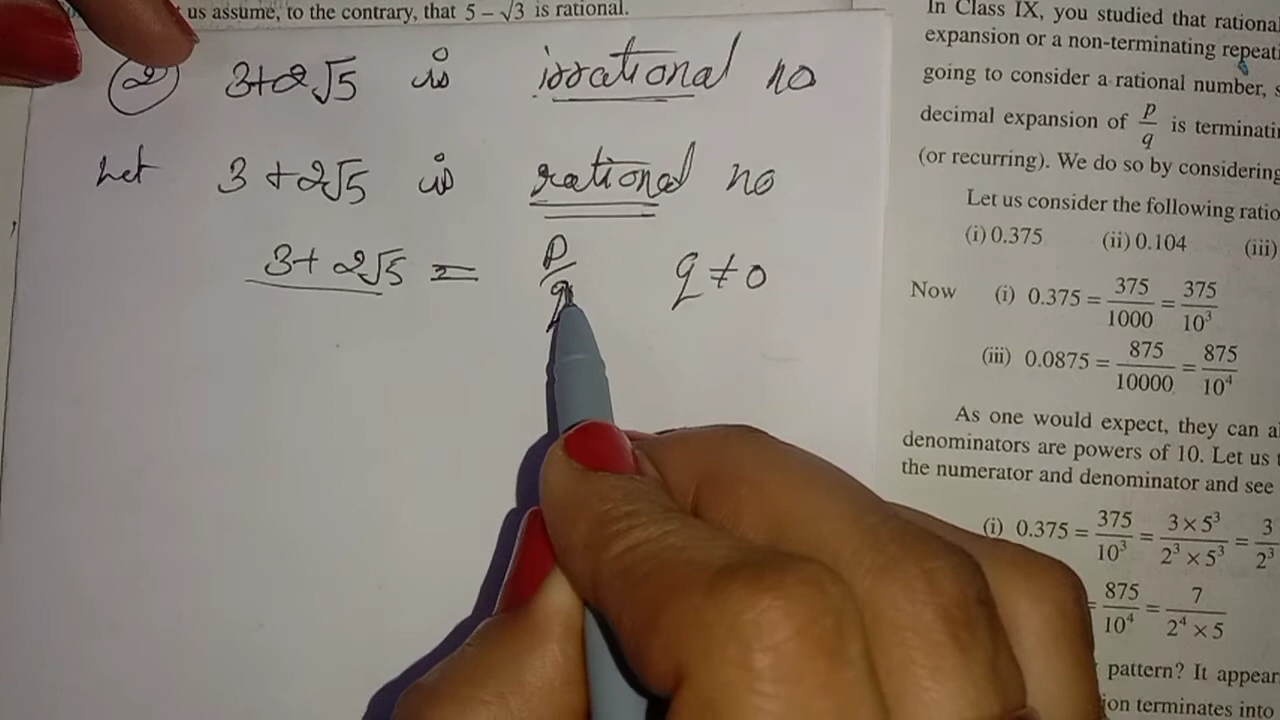 us assume, to the contrary, that 5 – √3 is rational.
② 3+2√5 is irrational no
Let 3+2√5 is rational no
3+2√5 = p/q q≠0
In Class IX, you studied that rational
expansion or a non-terminating repeati
going to consider a rational number, s
decimal expansion of p/q is terminatin
(or recurring). We do so by considering
Let us consider the following ratio
(i) 0.375 (ii) 0.104 (iii)
Now (i) 0.375 = 375/1000 = 375/10³
(iii) 0.0875 = 875/10000 = 875/10⁴
As one would expect, they can al
denominators are powers of 10. Let us
the numerator and denominator and see
(i) 0.375 = 375/10³ = 3 × 5³/2³ × 5³ = 3/2³
875/10⁴ = 7/2⁴ × 5
pattern? It appear
ion terminates into